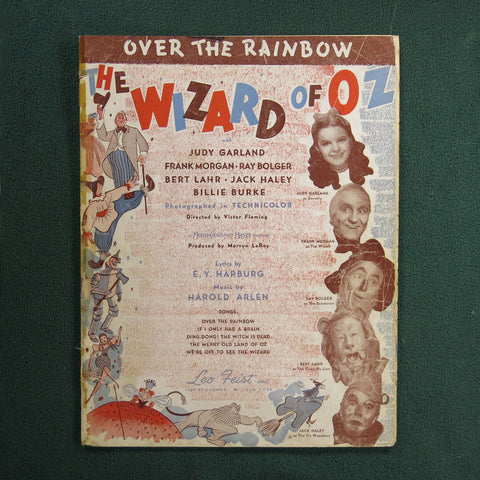 OVER THE RAINBOW
THE WIZARD OF OZ
JUDY GARLAND
FRANK MORGAN • RAY BOLGER
BERT LAHR • JACK HALEY
BILLIE BURKE
Photographed in TECHNICOLOR
Directed by Victor Fleming
Produced by Mervyn LeRoy
Lyrics by
E. Y. HARBURG
Music by
HAROLD ARLEN
SONGS:
OVER THE RAINBOW
IF I ONLY HAD A BRAIN
DING-DONG! THE WITCH IS DEAD
THE MERRY OLD LAND OF OZ
WE'RE OFF TO SEE THE WIZARD
Leo Feist inc
JUDY GARLAND
as Dorothy
FRANK MORGAN
as The Wizard
RAY BOLGER
as The Scarecrow
BERT LAHR
as The Cowardly Lion
JACK HALEY
as The Tin Woodman